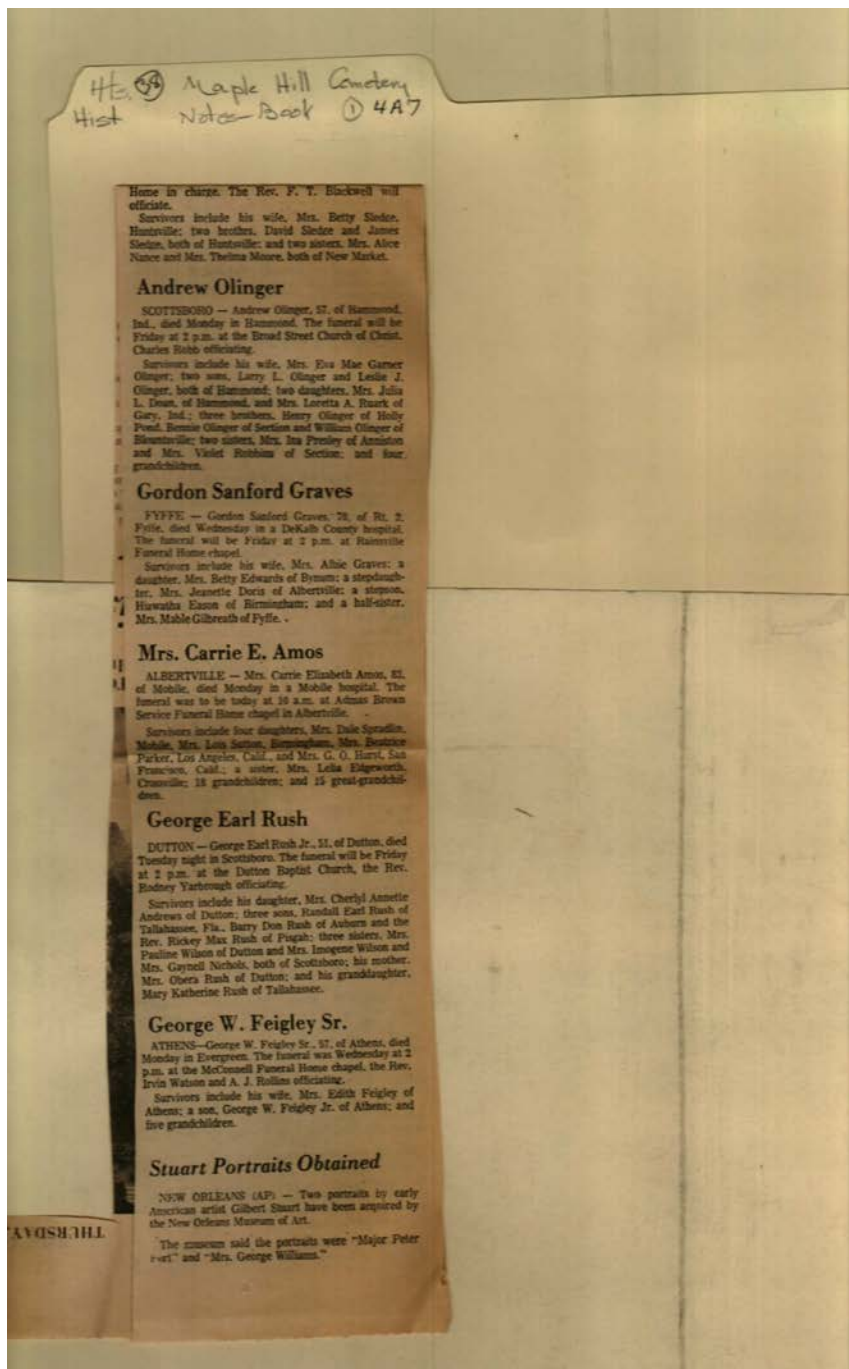 Hts. 38 Maple Hill Cemetery
Hist Notes-Book ① 4A7
Home in charge. The Rev. F. T. Blackwell will
officiate.
Survivors include his wife, Mrs. Betty Sledge,
Huntsville; two brothes, David Sledge and James
Sledge, both of Huntsville; and two sisters, Mrs. Alice
Nance and Mrs. Thelma Moore, both of New Market.
Andrew Olinger
SCOTTSBORO — Andrew Olinger, 57, of Hammond,
Ind., died Monday in Hammond. The funeral will be
Friday at 2 p.m. at the Broad Street Church of Christ,
Charles Robb officiating.
Survivors include his wife, Mrs. Eva Mae Garner
Olinger; two sons, Larry L. Olinger and Leslie J.
Olinger, both of Hammond; two daughters, Mrs. Julia
L. Dean, of Hammond, and Mrs. Loretta A. Ruark of
Gary, Ind.; three brothers, Henry Olinger of Holly
Pond, Bennie Olinger of Section and William Olinger of
Blountsville; two sisters, Mrs. Ina Presley of Anniston
and Mrs. Violet Robbins of Section; and four
grandchildren.
Gordon Sanford Graves
FYFFE — Gordon Sanford Graves, 78, of Rt. 2,
Fyffe, died Wednesday in a DeKalb County hospital.
The funeral will be Friday at 2 p.m. at Rainsville
Funeral Home chapel.
Survivors include his wife, Mrs. Albie Graves; a
daughter, Mrs. Betty Edwards of Bynum; a stepdaugh-
ter, Mrs. Jeanette Doris of Albertville; a stepson,
Hiawatha Eason of Birmingham; and a half-sister,
Mrs. Mable Gilbreath of Fyffe.
Mrs. Carrie E. Amos
ALBERTVILLE — Mrs. Carrie Elizabeth Amos, 83,
of Mobile, died Monday in a Mobile hospital. The
funeral was to be today at 10 a.m. at Admas Brown
Service Funeral Home chapel in Albertville.
Survivors include four daughters, Mrs. Dale Spradlin,
Mobile, Mrs. Lois Sutton, Birmingham, Mrs. Beatrice
Parker, Los Angeles, Calif., and Mrs. G. O. Hurst, San
Francisco, Calif.; a sister, Mrs. Lelia Edgeworth,
Crossville; 18 grandchildren; and 15 great-grandchil-
dren.
George Earl Rush
DUTTON — George Earl Rush Jr., 51, of Dutton, died
Tuesday night in Scottsboro. The funeral will be Friday
at 2 p.m. at the Dutton Baptist Church, the Rev.
Rodney Yarbrough officiating.
Survivors include his daughter, Mrs. Cherlyl Annette
Andrews of Dutton; three sons, Randall Earl Rush of
Tallahassee, Fla., Barry Don Rush of Auburn and the
Rev. Rickey Max Rush of Pisgah; three sisters, Mrs.
Pauline Wilson of Dutton and Mrs. Imogene Wilson and
Mrs. Gaynell Nichols, both of Scottsboro; his mother,
Mrs. Obera Rush of Dutton; and his granddaughter,
Mary Katherine Rush of Tallahassee.
George W. Feigley Sr.
ATHENS—George W. Feigley Sr., 57, of Athens, died
Monday in Evergreen. The funeral was Wednesday at 2
p.m. at the McConnell Funeral Home chapel, the Rev.
Irvin Watson and A. J. Rollins officiating.
Survivors include his wife, Mrs. Edith Feigley of
Athens; a son, George W. Feigley Jr. of Athens; and
five grandchildren.
Stuart Portraits Obtained
NEW ORLEANS (AP) — Two portraits by early
American artist Gilbert Stuart have been acquired by
the New Orleans Museum of Art.
The museum said the portraits were "Major Peter
" and "Mrs. George Williams."
THURSDAY,